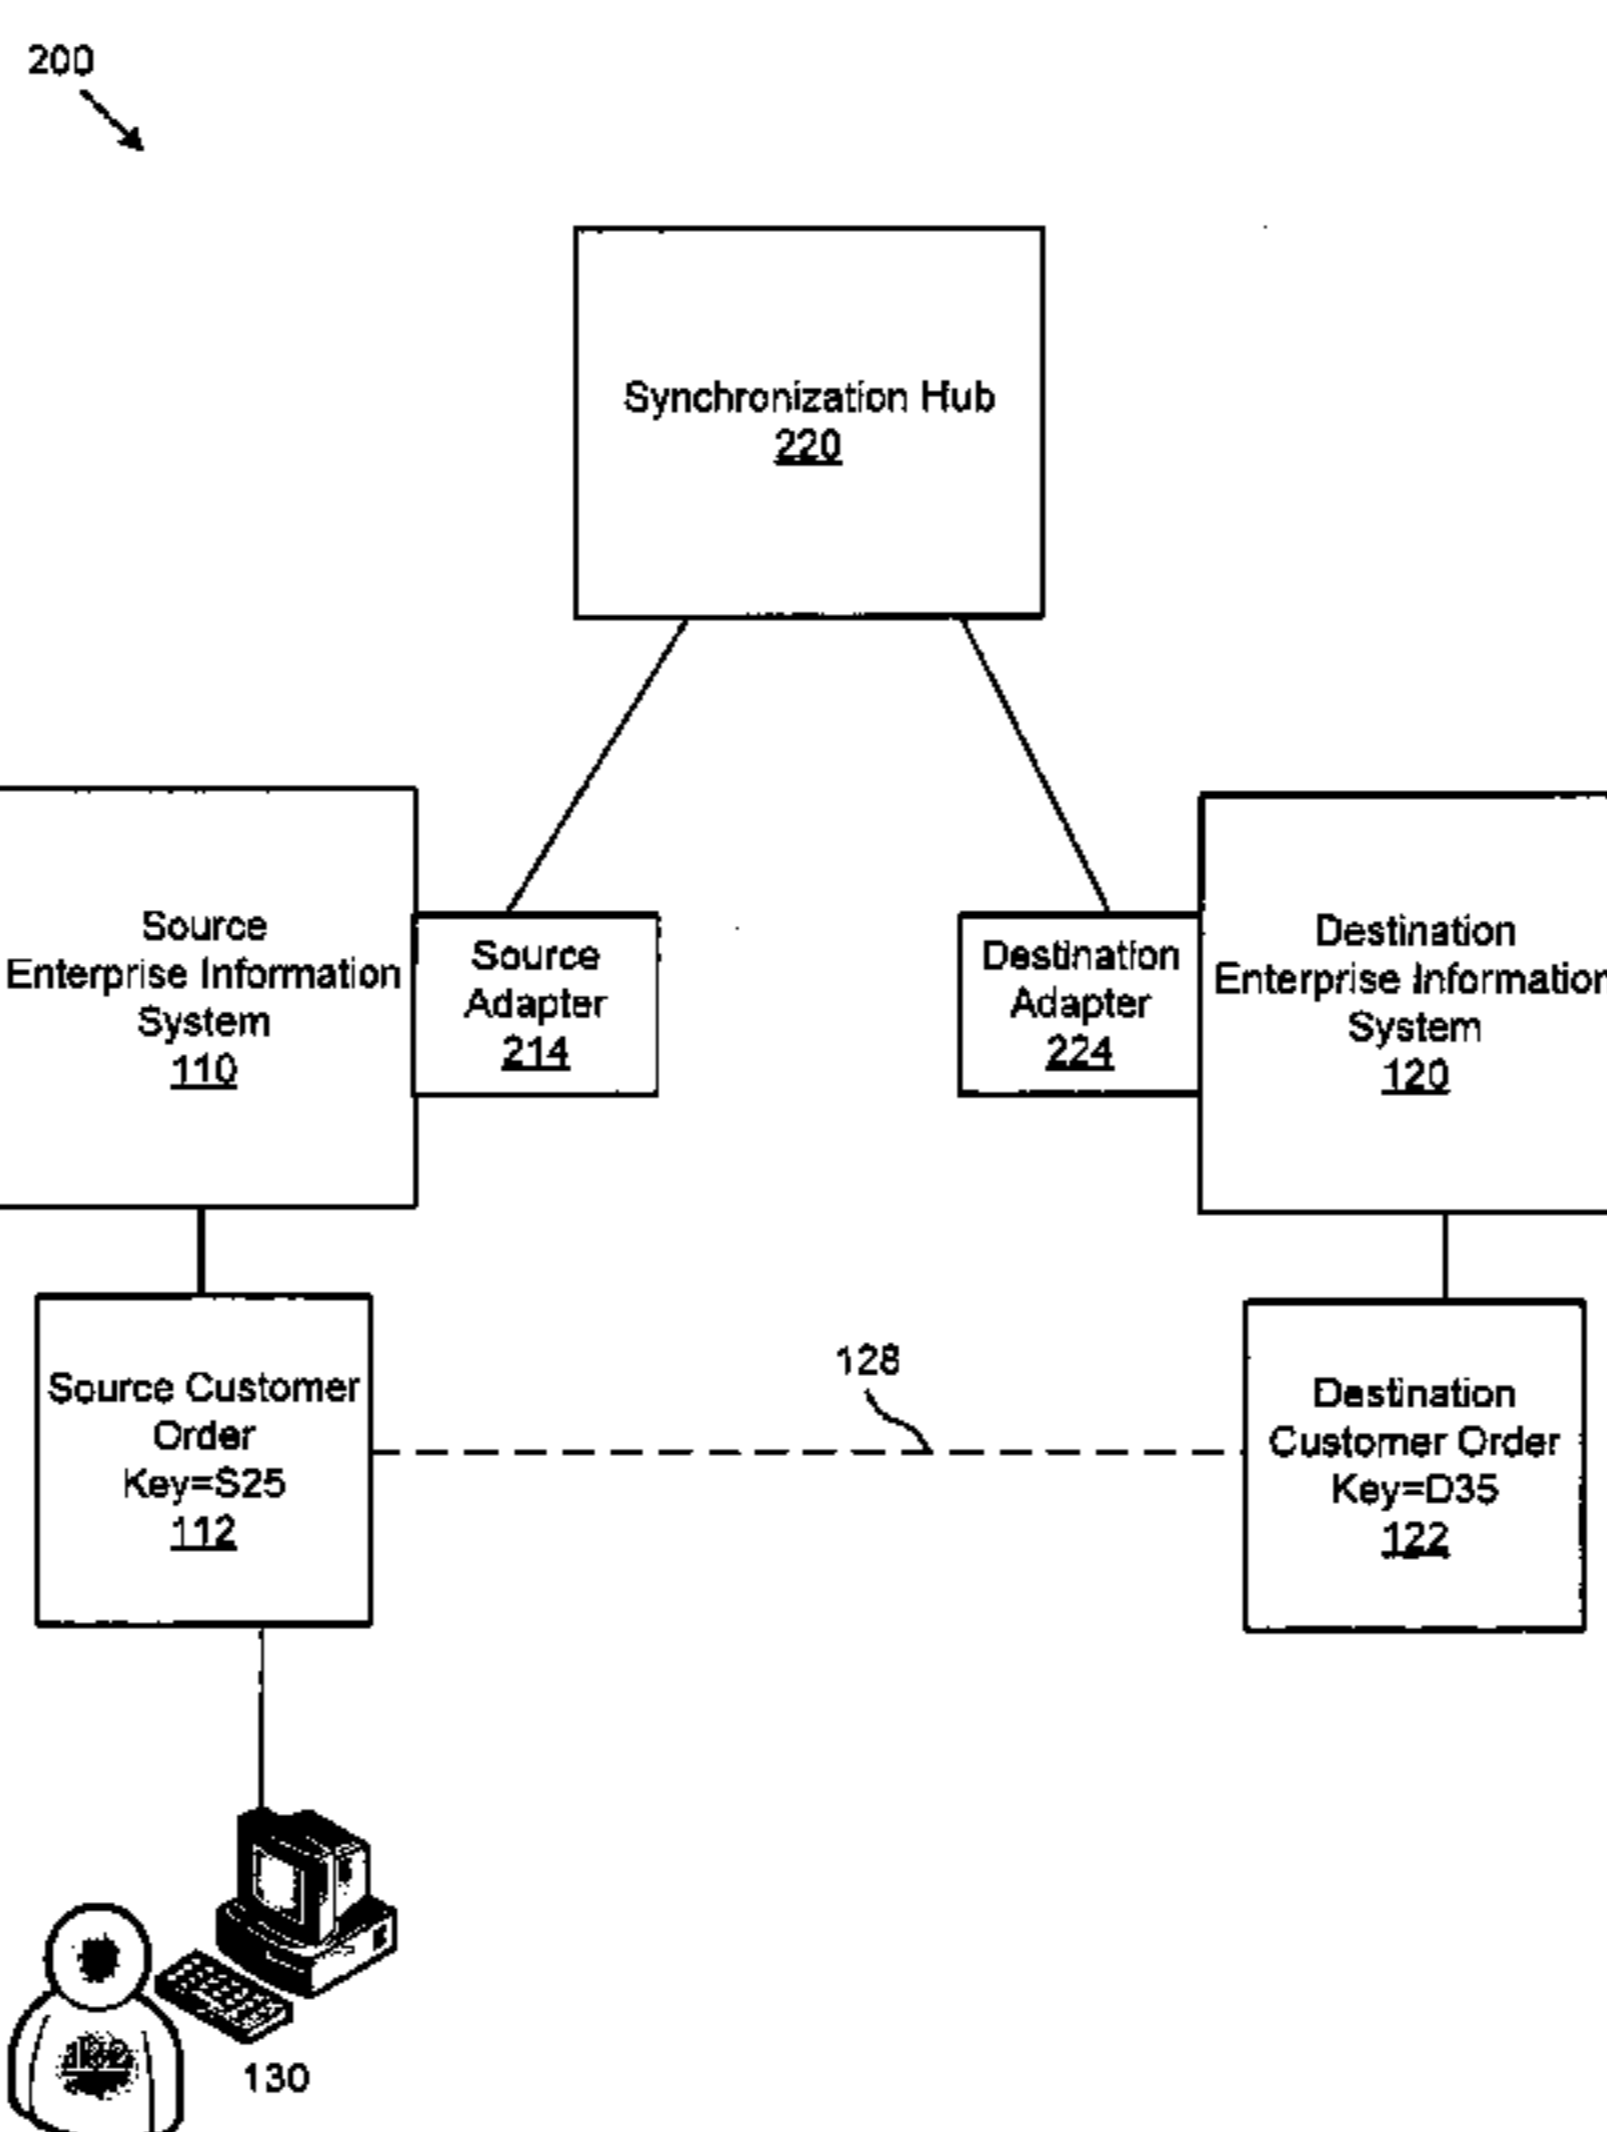 200
Synchronization Hub
220
Source
Enterprise Information
System
110
Source
Adapter
214
Destination
Adapter
224
Destination
Enterprise Information
System
120
Source Customer
Order
Key=S25
112
128
Destination
Customer Order
Key=D35
122
130